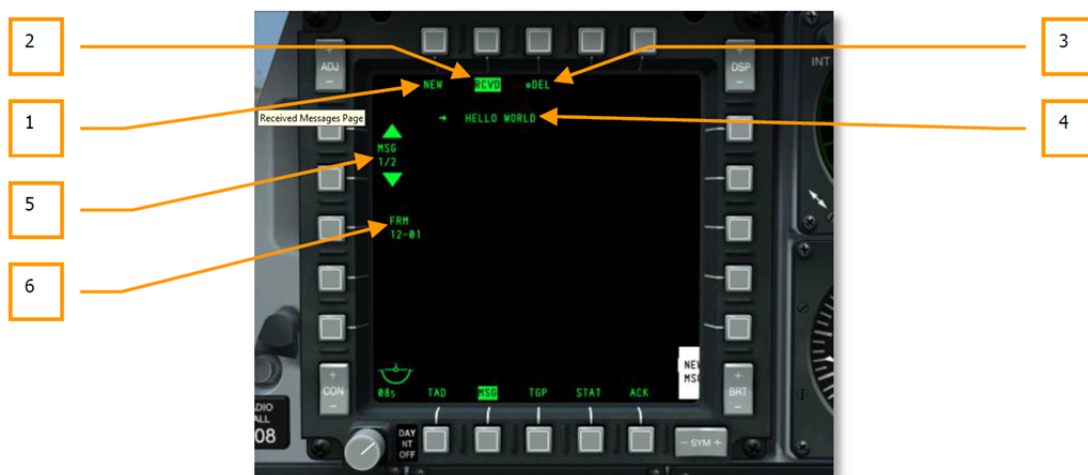 2
3
1
4
5
6
+
ADJ
-
+
DSP
-
INT
NEW RCVD ●DEL
Received Messages Page
→ HELLO WORLD
MSG
1/2
FRM
12-01
NEW
MSG
08s TAD MSG TGP STAT ACK
+
CON
-
+
BRT
-
08
DAY
NT
OFF
- SYM +